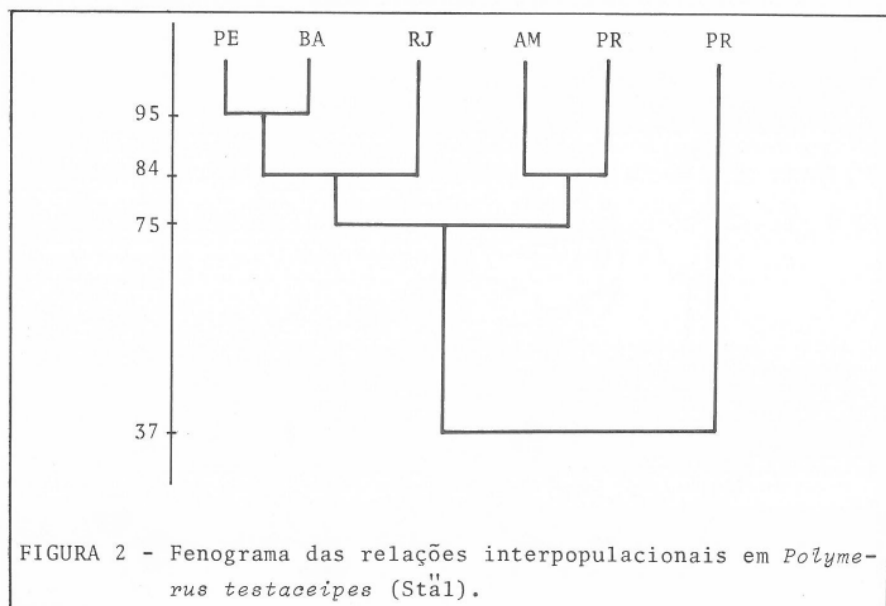 PE BA RJ AM PR PR
95
84
75
37
FIGURA 2 - Fenograma das relações interpopulacionais em Polyme-
rus testaceipes (Stäl).